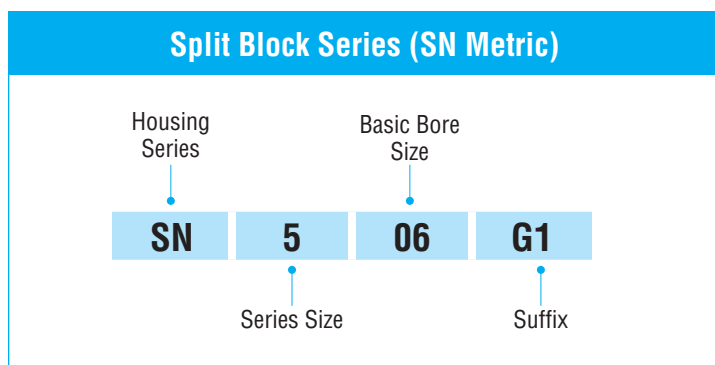 Split Block Series (SN Metric)
Housing
Series
Basic Bore
Size
SN 5 06 G1
Series Size
Suffix